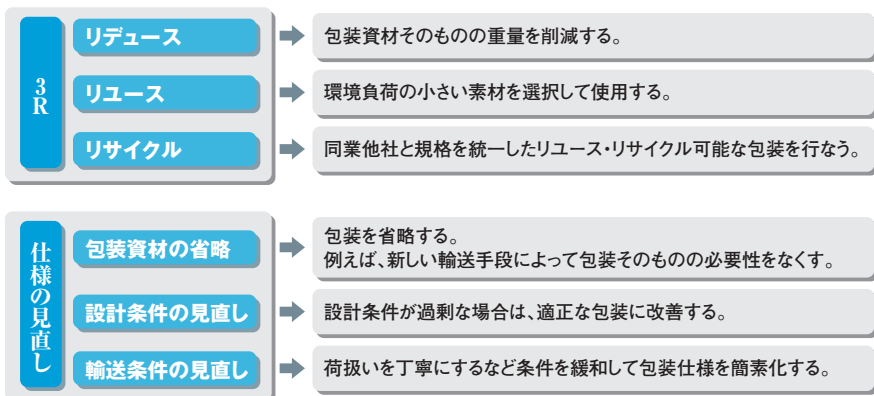 3R
リデュース
包装資材そのものの重量を削減する。
リユース
環境負荷の小さい素材を選択して使用する。
リサイクル
同業他社と規格を統一したリユース・リサイクル可能な包装を行なう。
仕様の見直し
包装資材の省略
包装を省略する。
例えば、新しい輸送手段によって包装そのものの必要性をなくす。
設計条件の見直し
設計条件が過剰な場合は、適正な包装に改善する。
輸送条件の見直し
荷扱いを丁寧にするなど条件を緩和して包装仕様を簡素化する。